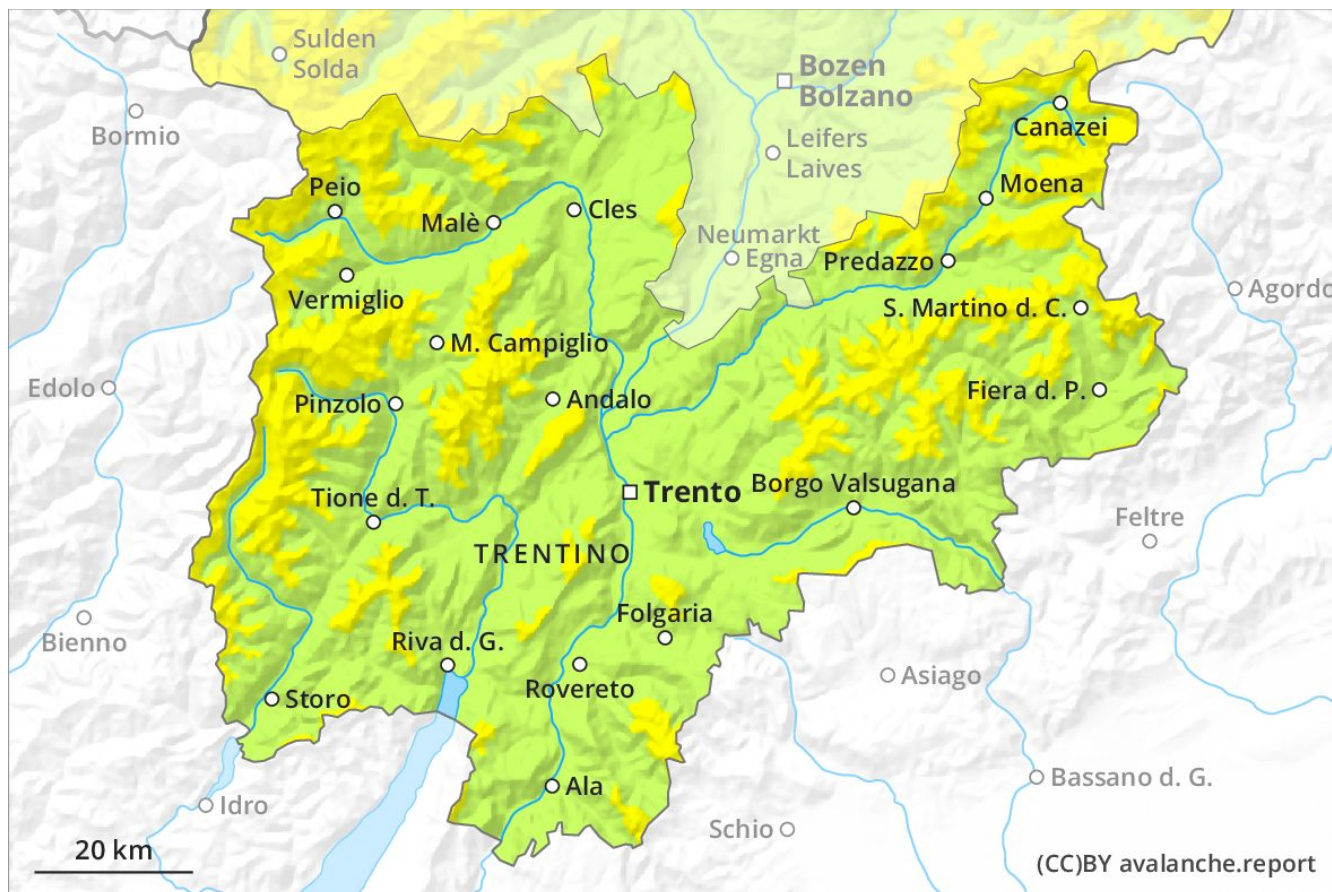 Sulden
Solda
Bozen
Bolzano
Bormio
Canazei
Leifers
Laives
Peio
Moena
Malè
Cles
Neumarkt
Egna
Predazzo
Vermiglio
Agordo
S. Martino d. C.
M. Campiglio
Edolo
Pinzolo
Andalo
Fiera d. P.
Trento
Borgo Valsugana
Tione d. T.
Feltre
TRENTINO
Bienno
Folgaria
Riva d. G.
Asiago
Rovereto
Storo
Bassano d. G.
Ala
Idro
Schio
20 km
(CC)BY avalanche.report